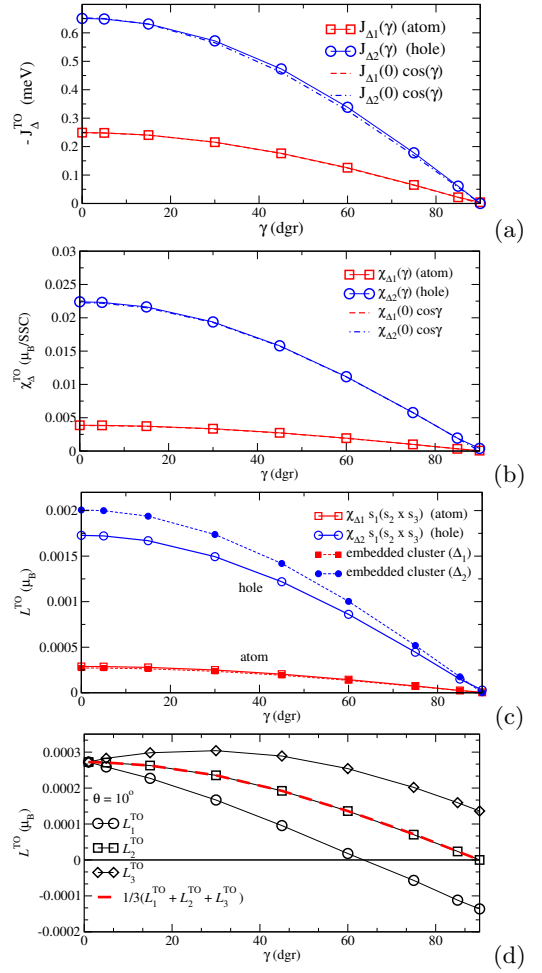 - J_Δ^TO (meV)
0.6
0.5
0.4
0.3
0.2
0.1
0
J_Δ1(γ) (atom)
J_Δ2(γ) (hole)
J_Δ1(0) cos(γ)
J_Δ2(0) cos(γ)
0 20 40 60 80
γ (dgr)
(a)
χ_Δ^TO (μ_B/SSC)
0.03
0.025
0.02
0.015
0.01
0.005
0
χ_Δ1(γ) (atom)
χ_Δ2(γ) (hole)
χ_Δ1(0) cosγ
χ_Δ2(0) cosγ
0 20 40 60 80
γ (dgr)
(b)
L^TO (μ_B)
0.002
0.0015
0.001
0.0005
0
χ_Δ1 s_1(s_2 x s_3) (atom)
χ_Δ2 s_1(s_2 x s_3) (hole)
embedded cluster (Δ_1)
embedded cluster (Δ_2)
hole
atom
0 20 40 60 80
γ (dgr)
(c)
L^TO (μ_B)
0.0003
0.0002
0.0001
0.0000
-0.0001
-0.0002
θ = 10°
L_1^TO
L_2^TO
L_3^TO
1/3(L_1^TO + L_2^TO + L_3^TO)
0 20 40 60 80
γ (dgr)
(d)